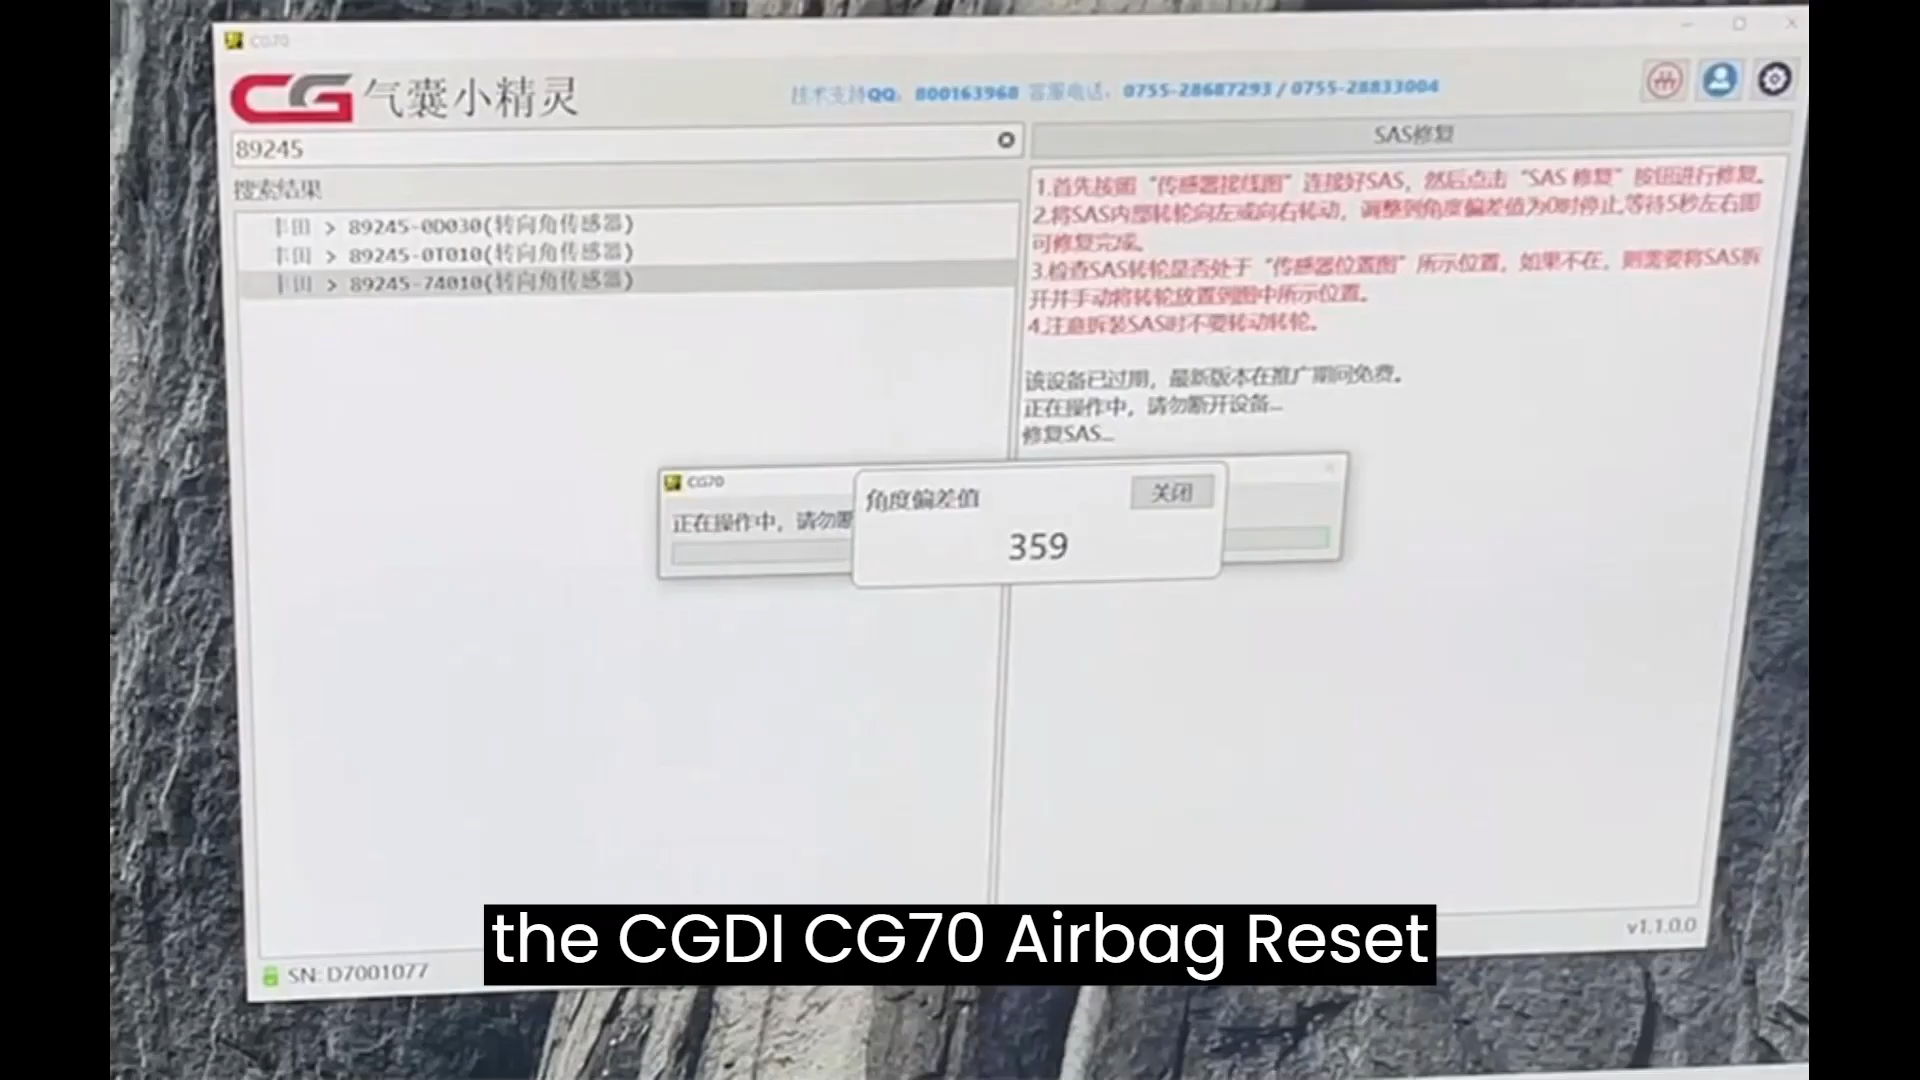 CG70
CG 气囊小精灵
技术支持QQ: 800163968 客服电话: 0755-28687293 / 0755-28833004
89245
搜索结果
丰田 > 89245-0D030(转向角传感器)
丰田 > 89245-0T010(转向角传感器)
丰田 > 89245-74010(转向角传感器)
SAS修复
1.首先按照“传感器接线图”连接好SAS，然后点击“SAS 修复”按钮进行修复。
2.将SAS内部转轮向左或向右转动，调整到角度偏差值为0时停止,等待5秒左右即
可修复完成。
3.检查SAS转轮是否处于“传感器位置图”所示位置，如果不在，则需要将SAS拆
开并手动将转轮放置到图中所示位置。
4.注意拆装SAS时不要转动转轮。
该设备已过期，最新版本在推广期间免费。
正在操作中，请勿断开设备...
修复SAS...
CG70
正在操作中，请勿断
角度偏差值
关闭
359
the CGDI CG70 Airbag Reset
v1.1.0.0
SN: D7001077